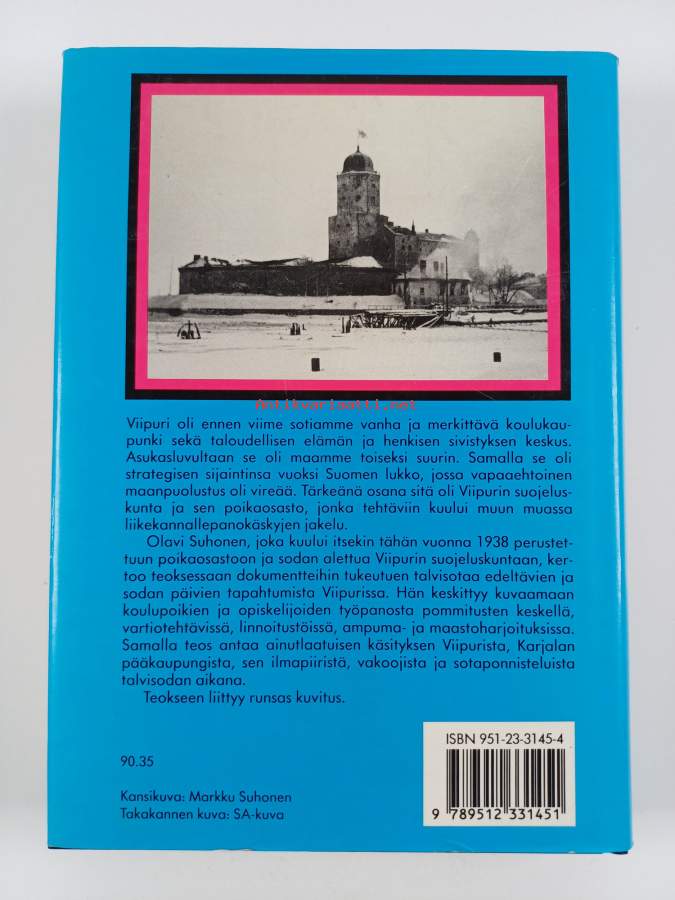 Antikvariaatti.net
Viipuri oli ennen viime sotiamme vanha ja merkittävä koulukau-
punki sekä taloudellisen elämän ja henkisen sivistyksen keskus.
Asukasluvultaan se oli maamme toiseksi suurin. Samalla se oli
strategisen sijaintinsa vuoksi Suomen lukko, jossa vapaaehtoinen
maanpuolustus oli vireää. Tärkeänä osana sitä oli Viipurin suojelus-
kunta ja sen poikaosasto, jonka tehtäviin kuului muun muassa
liikekannallepanokäskyjen jakelu.
Olavi Suhonen, joka kuului itsekin tähän vuonna 1938 perustet-
tuun poikaosastoon ja sodan alettua Viipurin suojeluskuntaan, ker-
too teoksessaan dokumentteihin tukeutuen talvisotaa edeltävien ja
sodan päivien tapahtumista Viipurissa. Hän keskittyy kuvaamaan
koulupoikien ja opiskelijoiden työpanosta pommitusten keskellä,
vartiotehtävissä, linnoitustöissä, ampuma- ja maastoharjoituksissa.
Samalla teos antaa ainutlaatuisen käsityksen Viipurista, Karjalan
pääkaupungista, sen ilmapiiristä, vakoojista ja sotaponnisteluista
talvisodan aikana.
Teokseen liittyy runsas kuvitus.
ISBN 951-23-3145-4
90.35
Kansikuva: Markku Suhonen
Takakannen kuva: SA-kuva
9 789512 331451